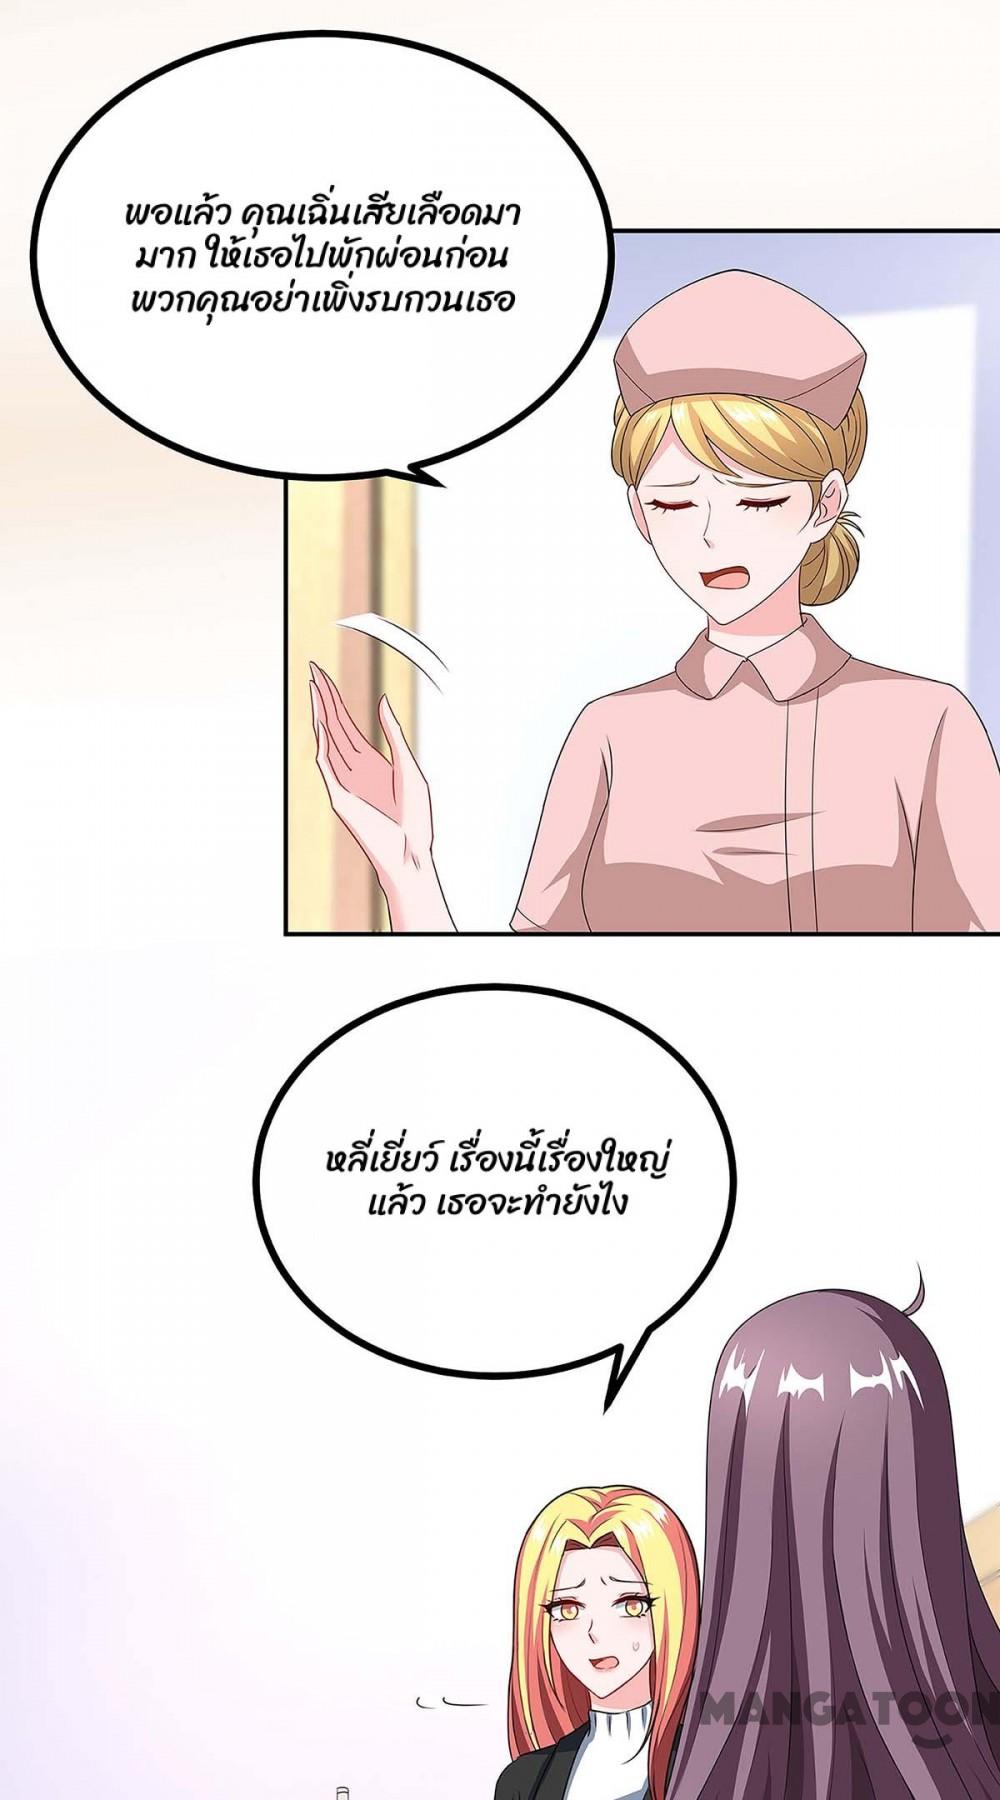 พอแล้ว คุณเฉิ่นเสียเลือดมา
มาก ให้เธอไปพักผ่อนก่อน
พวกคุณอย่าเพิ่งรบกวนเธอ
หลี่เยี่ยว์ เรื่องนี้เรื่องใหญ่
แล้ว เธอจะทำยังไง
MANGATOON